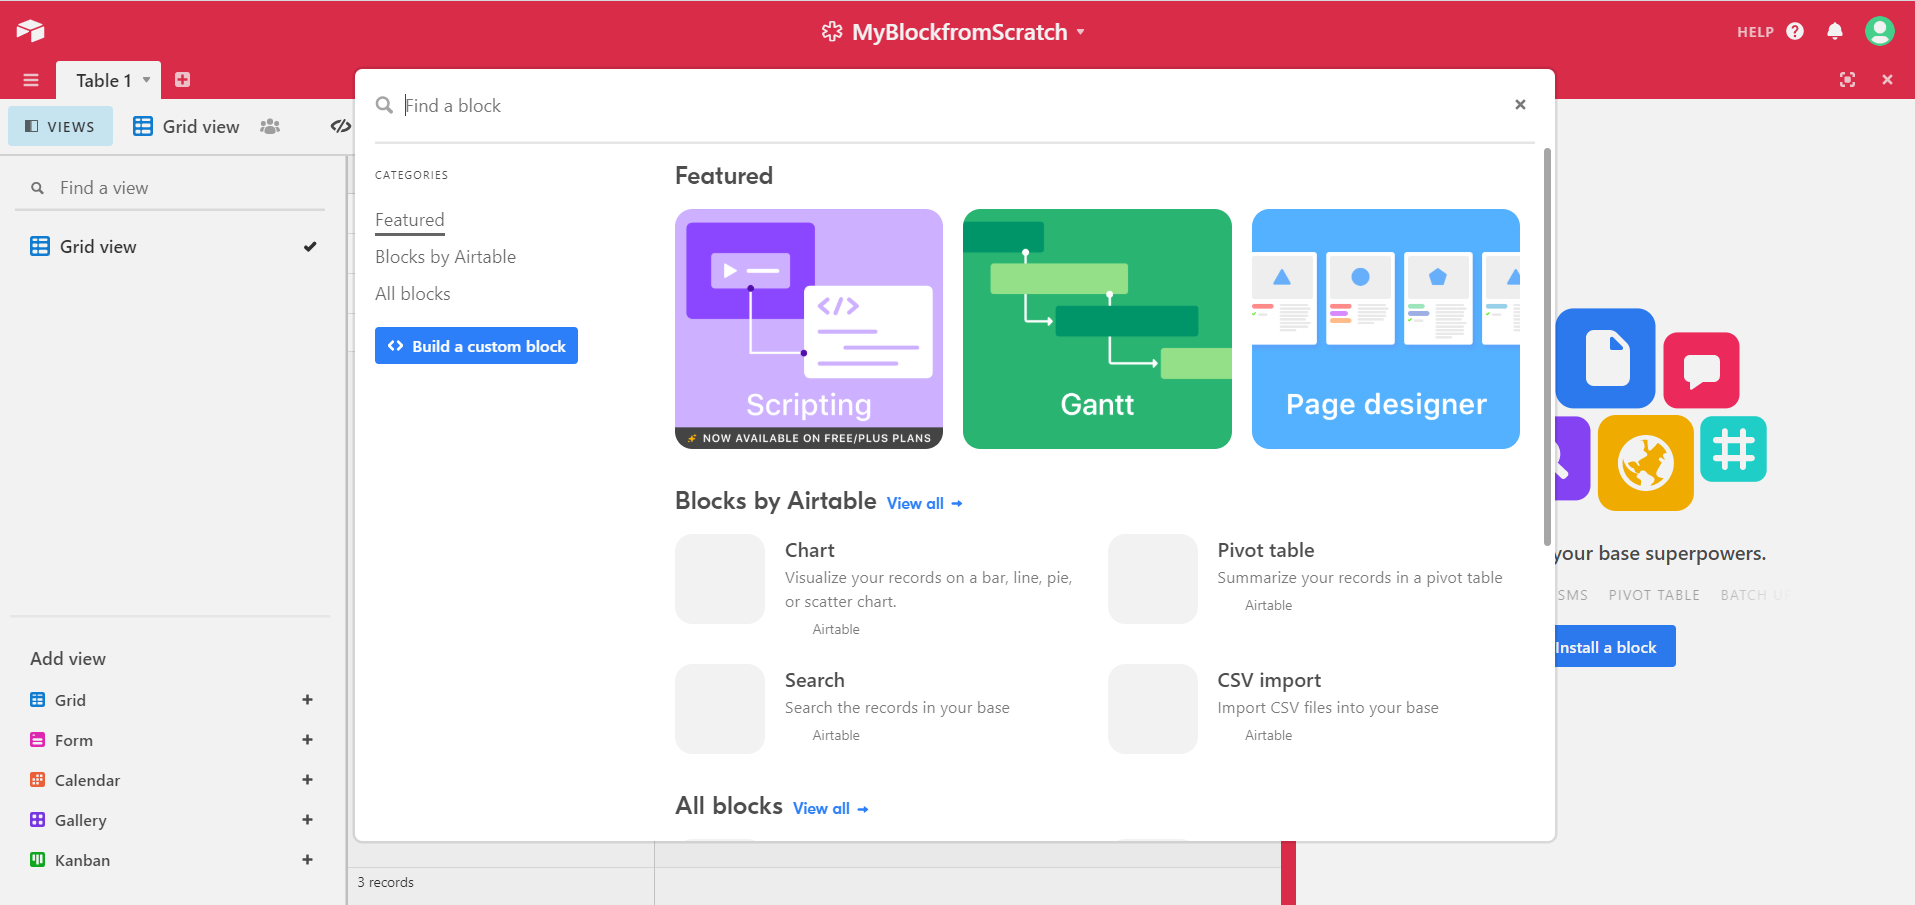 MyBlockfromScratch
HELP
Table 1
VIEWS
Grid view
Find a view
Grid view
Add view
Grid
Form
Calendar
Gallery
Kanban
Find a block
CATEGORIES
Featured
Blocks by Airtable
All blocks
Build a custom block
Featured
Scripting
NOW AVAILABLE ON FREE/PLUS PLANS
Gantt
Page designer
Blocks by Airtable View all →
Chart
Visualize your records on a bar, line, pie,
or scatter chart.
Airtable
Pivot table
Summarize your records in a pivot table
Airtable
Search
Search the records in your base
Airtable
CSV import
Import CSV files into your base
Airtable
All blocks View all →
your base superpowers.
SMS PIVOT TABLE BATCH
Install a block
3 records